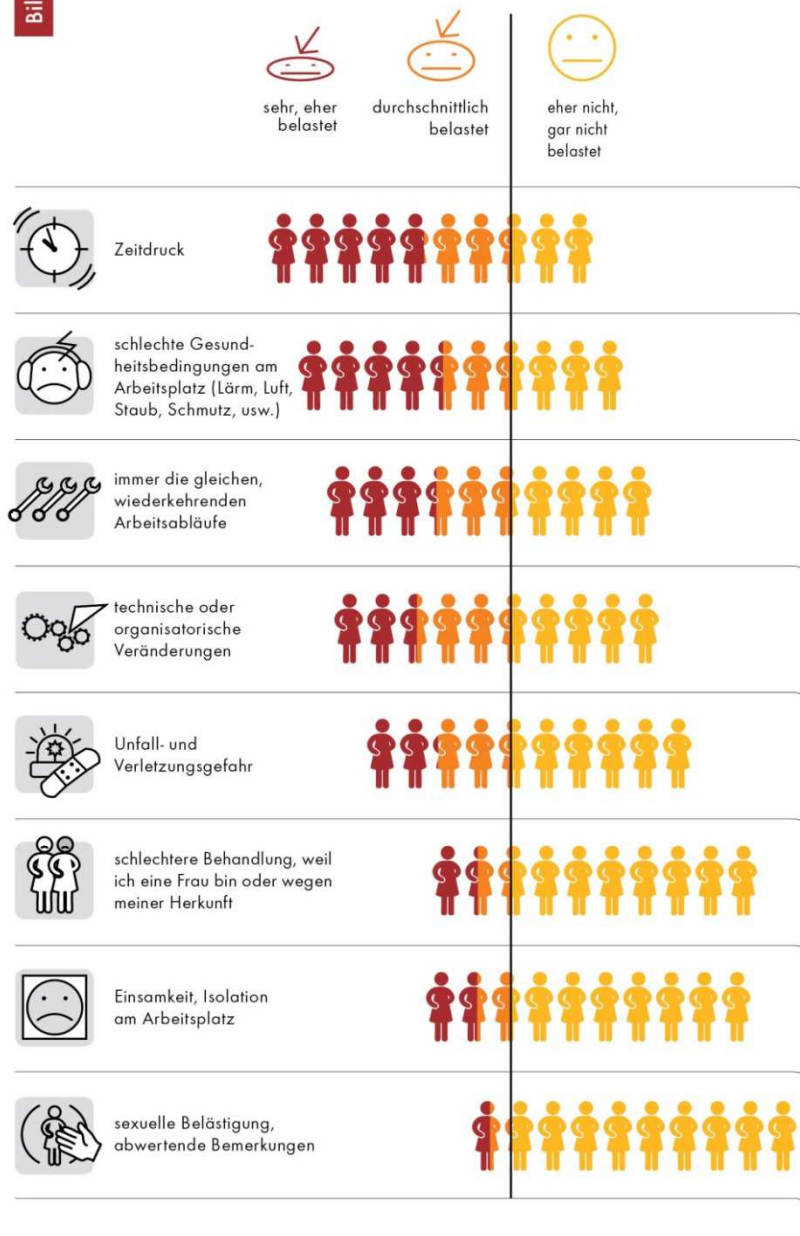 Bil
sehr, eher
belastet
durchschnittlich
belastet
eher nicht,
gar nicht
belastet
Zeitdruck
schlechte Gesund-
heitsbedingungen am
Arbeitsplatz (Lärm, Luft,
Staub, Schmutz, usw.)
immer die gleichen,
wiederkehrenden
Arbeitsabläufe
technische oder
organisatorische
Veränderungen
Unfall- und
Verletzungsgefahr
schlechtere Behandlung, weil
ich eine Frau bin oder wegen
meiner Herkunft
Einsamkeit, Isolation
am Arbeitsplatz
sexuelle Belästigung,
abwertende Bemerkungen